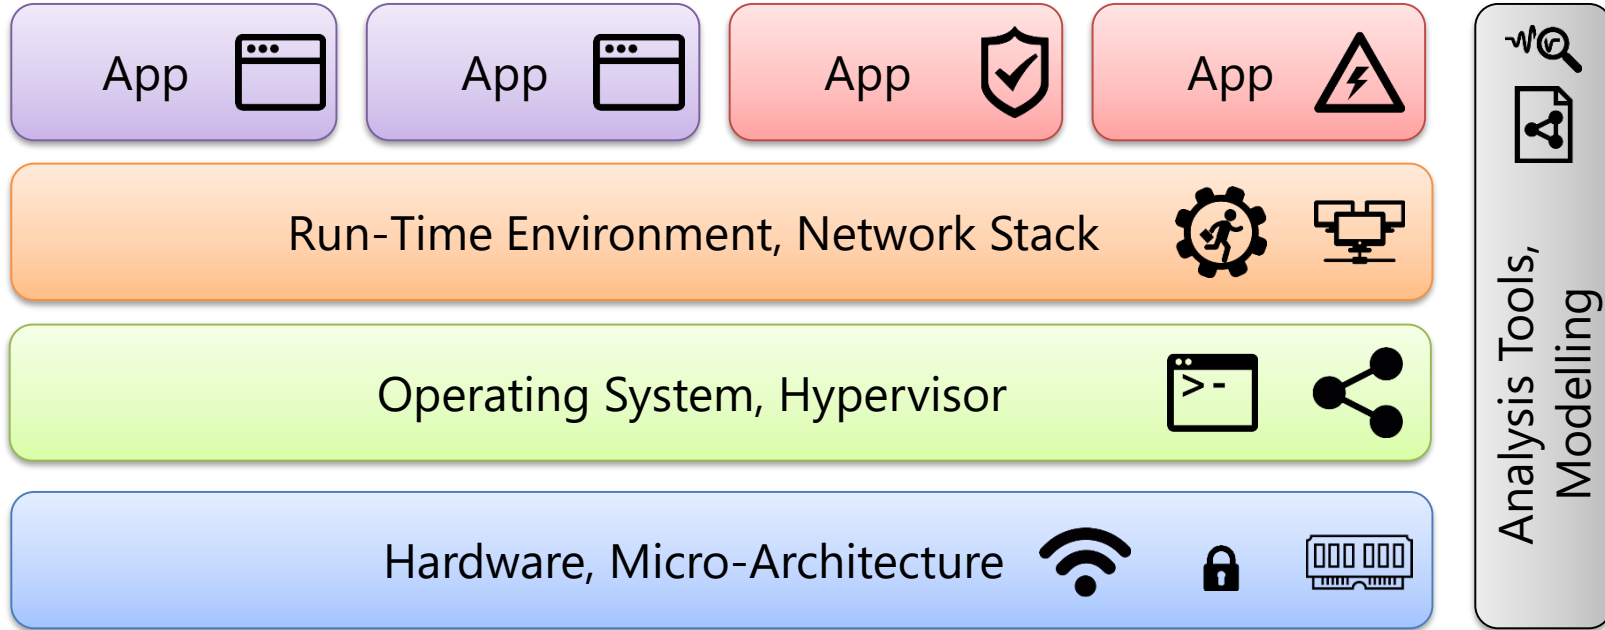 App
App
App
App
Run-Time Environment, Network Stack
Operating System, Hypervisor
>-
Hardware, Micro-Architecture
Analysis Tools,
Modelling